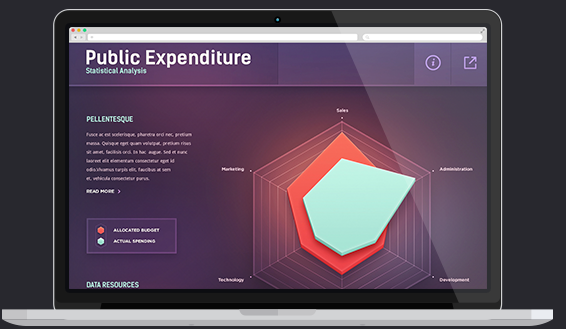 Public Expenditure
Statistical Analysis
PELLENTESQUE
Fusce ac est scelerisque, pharetra orci nec, pretium
massa. Quisque eget quam volutpat, pretium risus
sit amet, facilisis orci. In hac augue. Sed et nunc
laoreet elit elementum consectetur eget id
odio.Vivamus turpis elit, faucibus at sem
et, vehicula consectetur purus.
READ MORE
ALLOCATED BUDGET
ACTUAL SPENDING
DATA RESOURCES
Sales
Marketing
Administration
Technology
Development